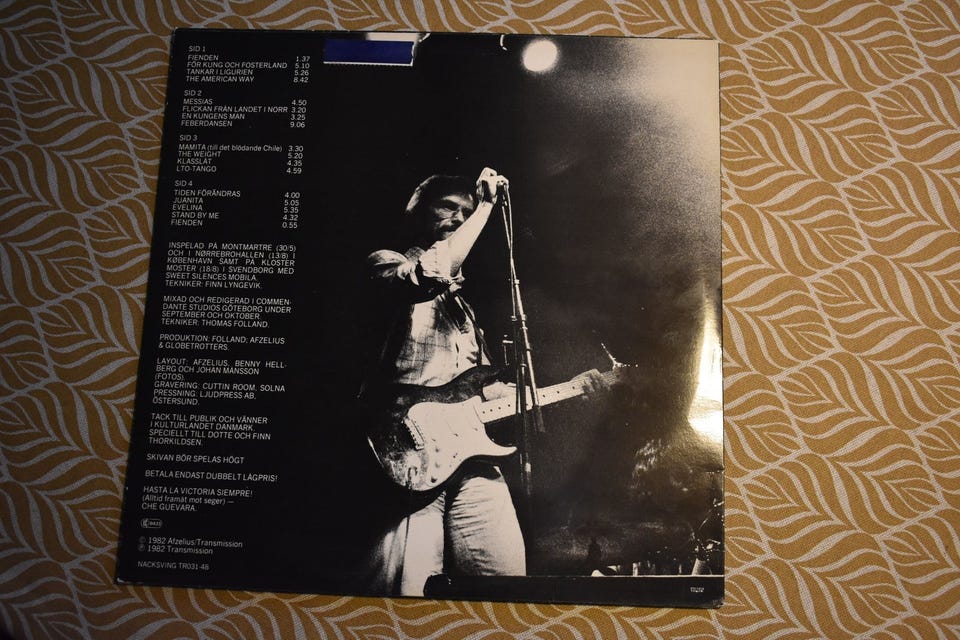 SID 1
FIENDEN 1.37
FÖR KUNG OCH FOSTERLAND 5.10
TANKAR I LIGURIEN 5.26
THE AMERICAN WAY 8.42
SID 2
MESSIAS 4.50
FLICKAN FRÅN LANDET I NORR 3.20
EN KUNGENS MAN 3.25
FEBERDANSEN 9.06
SID 3
MAMITA (till det blödande Chile) 3.30
THE WEIGHT 5.20
KLASSLÅT 4.35
LTO-TANGO 4.59
SID 4
TIDEN FÖRÄNDRAS 4.00
JUANITA 5.05
EVELINA 5.35
STAND BY ME 4.32
FIENDEN 0.55
INSPELAD PÅ MONTMARTRE (30/5)
OCH I NØRREBROHALLEN (13/8) I
KØBENHAVN SAMT PÅ KLOSTER
MOSTER (18/8) I SVENDBORG MED
SWEET SILENCES MOBILA.
TEKNIKER: FINN LYNGEVIK.
MIXAD OCH REDIGERAD I COMMEN-
DANTE STUDIOS GÖTEBORG UNDER
SEPTEMBER OCH OKTOBER.
TEKNIKER: THOMAS FOLLAND.
PRODUKTION: FOLLAND; AFZELIUS
& GLOBETROTTERS.
LAYOUT: AFZELIUS, BENNY HELL-
BERG OCH JOHAN MÅNSSON
(FOTOS).
GRAVERING: CUTTIN ROOM, SOLNA
PRESSNING: LJUDPRESS AB,
ÖSTERSUND.
TACK TILL PUBLIK OCH VÄNNER
I KULTURLANDET DANMARK.
SPECIELLT TILL DOTTE OCH FINN
THORKILDSEN.
SKIVAN BÖR SPELAS HÖGT
BETALA ENDAST DUBBELT LÅGPRIS!
HASTA LA VICTORIA SIEMPRE!
(Alltid framåt mot seger) —
CHE GUEVARA.
© 1982 Afzelius/Transmission
℗ 1982 Transmission
NACKSVING TR031-48